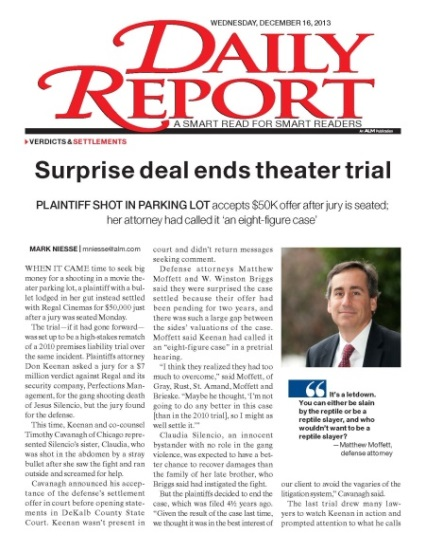 WEDNESDAY, DECEMBER 16, 2013
DAILY
REPORT
A SMART READ FOR SMART READERS
An ALM Publication
VERDICTS & SETTLEMENTS
Surprise deal ends theater trial
PLAINTIFF SHOT IN PARKING LOT accepts $50K offer after jury is seated;
her attorney had called it ‘an eight-figure case’
MARK NIESSE | mniesse@alm.com
WHEN IT CAME time to seek big
money for a shooting in a movie the-
ater parking lot, a plaintiff with a bul-
let lodged in her gut instead settled
with Regal Cinemas for $50,000 just
after a jury was seated Monday.
The trial—if it had gone forward—
was set up to be a high-stakes rematch
of a 2010 premises liability trial over
the same incident. Plaintiffs attorney
Don Keenan asked a jury for a $7
million verdict against Regal and its
security company, Perfections Man-
agement, for the gang shooting death
of Jesus Silencio, but the jury found
for the defense.
This time, Keenan and co-counsel
Timothy Cavanagh of Chicago repre-
sented Silencio's sister, Claudia, who
was shot in the abdomen by a stray
bullet after she saw the fight and ran
outside and screamed for help.
Cavanagh announced his accep-
tance of the defense's settlement
offer in court before opening state-
ments in DeKalb County State
Court. Keenan wasn't present in
court and didn't return messages
seeking comment.
Defense attorneys Matthew
Moffett and W. Winston Briggs
said they were surprised the case
settled because their offer had
been pending for two years, and
there was such a large gap between
the sides' valuations of the case.
Moffett said Keenan had called it
an "eight-figure case" in a pretrial
hearing.
"I think they realized they had too
much to overcome," said Moffett, of
Gray, Rust, St. Amand, Moffett and
Brieske. "Maybe he thought, 'I'm not
going to do any better in this case
[than in the 2010 trial], so I might as
well settle it.'"
Claudia Silencio, an innocent
bystander with no role in the gang
violence, was expected to have a bet-
ter chance to recover damages than
the family of her late brother, who
Briggs said had instigated the fight.
But the plaintiffs decided to end the
case, which was filed 4½ years ago.
"Given the result of the case last time,
we thought it was in the best interest of
It's a letdown.
You can either be slain
by the reptile or be a
reptile slayer, and who
wouldn't want to be a
reptile slayer?
—Matthew Moffett,
defense attorney
our client to avoid the vagaries of the
litigation system," Cavanagh said.
The last trial drew many law-
yers to watch Keenan in action and
prompted attention to what he calls